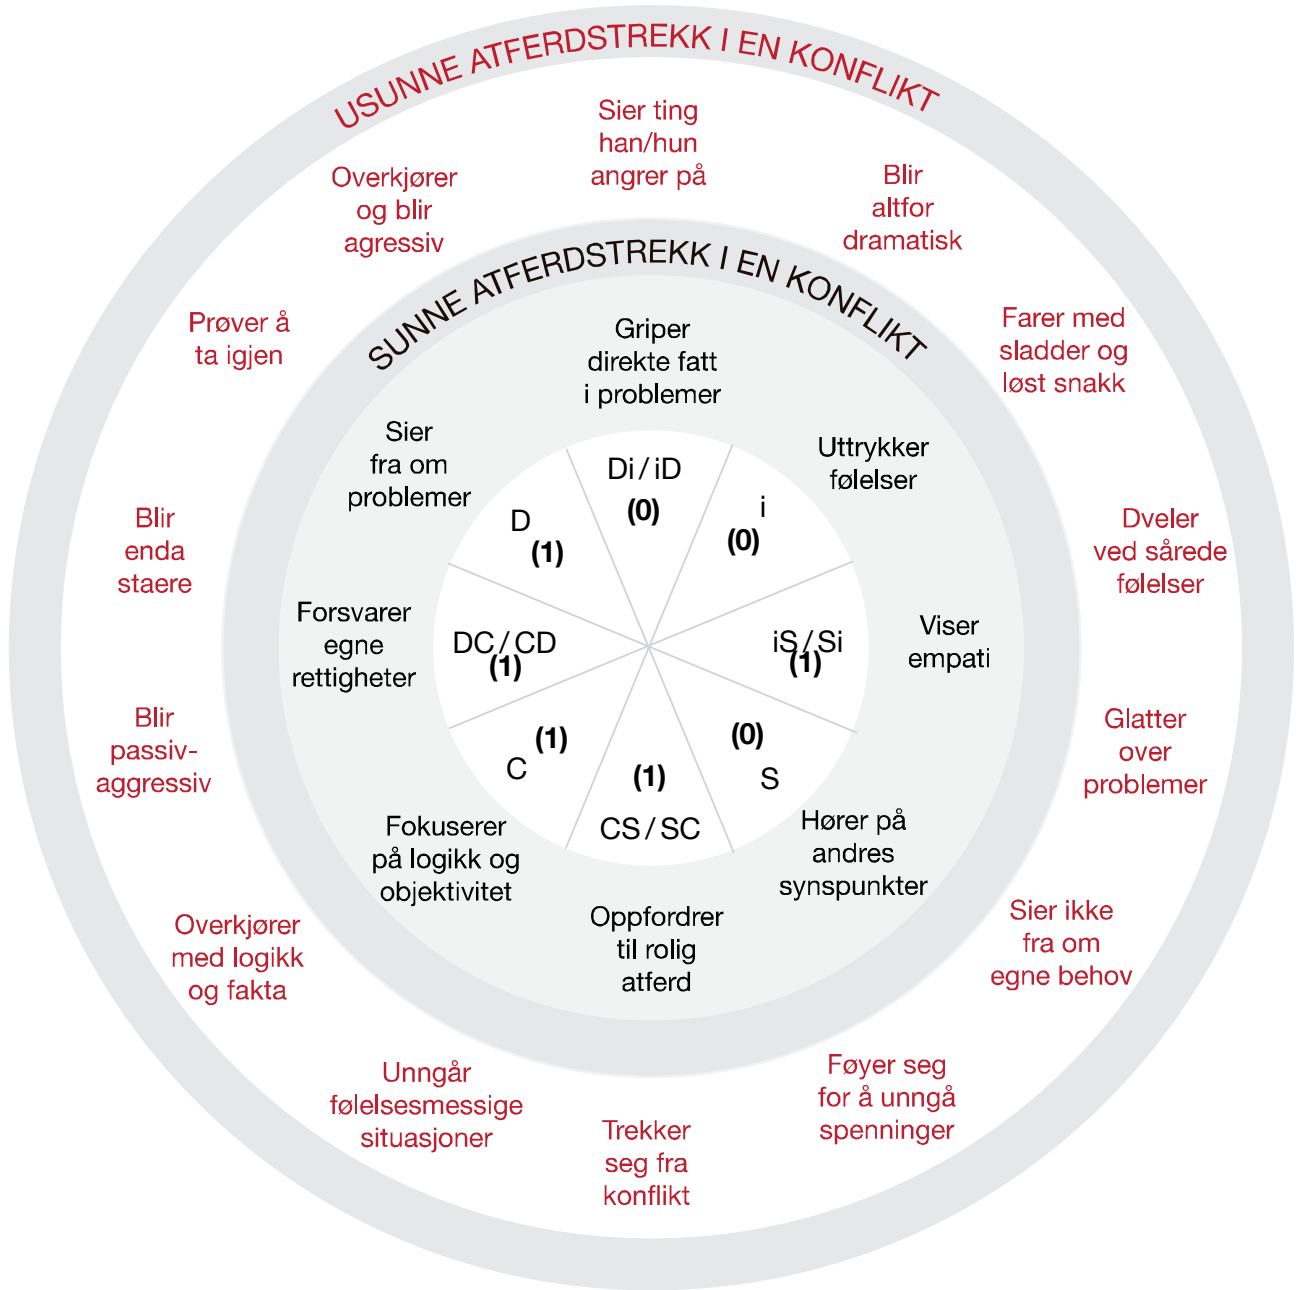 USUNNE ATFERDSTREKK I EN KONFLIKT
Sier ting
han/hun
angrer på
Blir
altfor
dramatisk
Farer med
sladder og
løst snakk
Dveler
ved sårede
følelser
Glatter
over
problemer
Sier ikke
fra om
egne behov
Føyer seg
for å unngå
spenninger
Trekker
seg fra
konflikt
Unngår
følelsesmessige
situasjoner
Overkjører
med logikk
og fakta
Blir
passiv-
aggressiv
Blir
enda
staere
Prøver å
ta igjen
Overkjører
og blir
agressiv
SUNNE ATFERDSTREKK I EN KONFLIKT
Griper
direkte fatt
i problemer
Uttrykker
følelser
Viser
empati
Hører på
andres
synspunkter
Oppfordrer
til rolig
atferd
Fokuserer
på logikk og
objektivitet
Forsvarer
egne
rettigheter
Sier
fra om
problemer
Di / iD
(0)
i
(0)
iS / Si
(1)
(0)
S
(1)
CS / SC
(1)
C
DC / CD
(1)
D
(1)